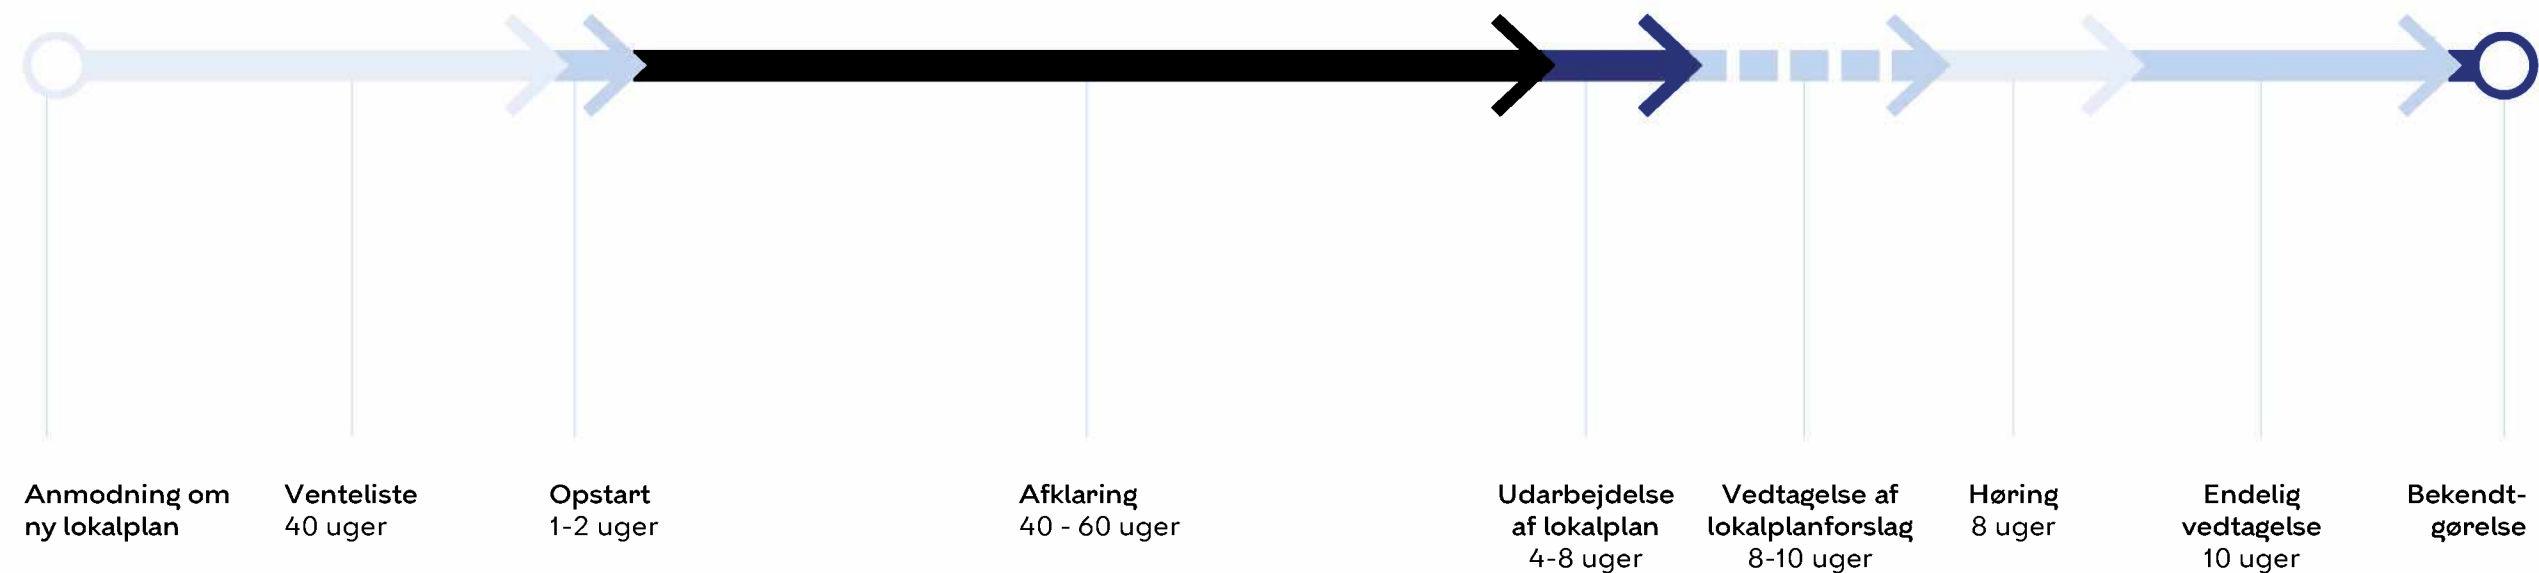 Anmodning om
ny lokalplan
Venteliste
40 uger
Opstart
1-2 uger
Afklaring
40 - 60 uger
Udarbejdelse
af lokalplan
4-8 uger
Vedtagelse af
lokalplanforslag
8-10 uger
Høring
8 uger
Endelig
vedtagelse
10 uger
Bekendt-
gørelse